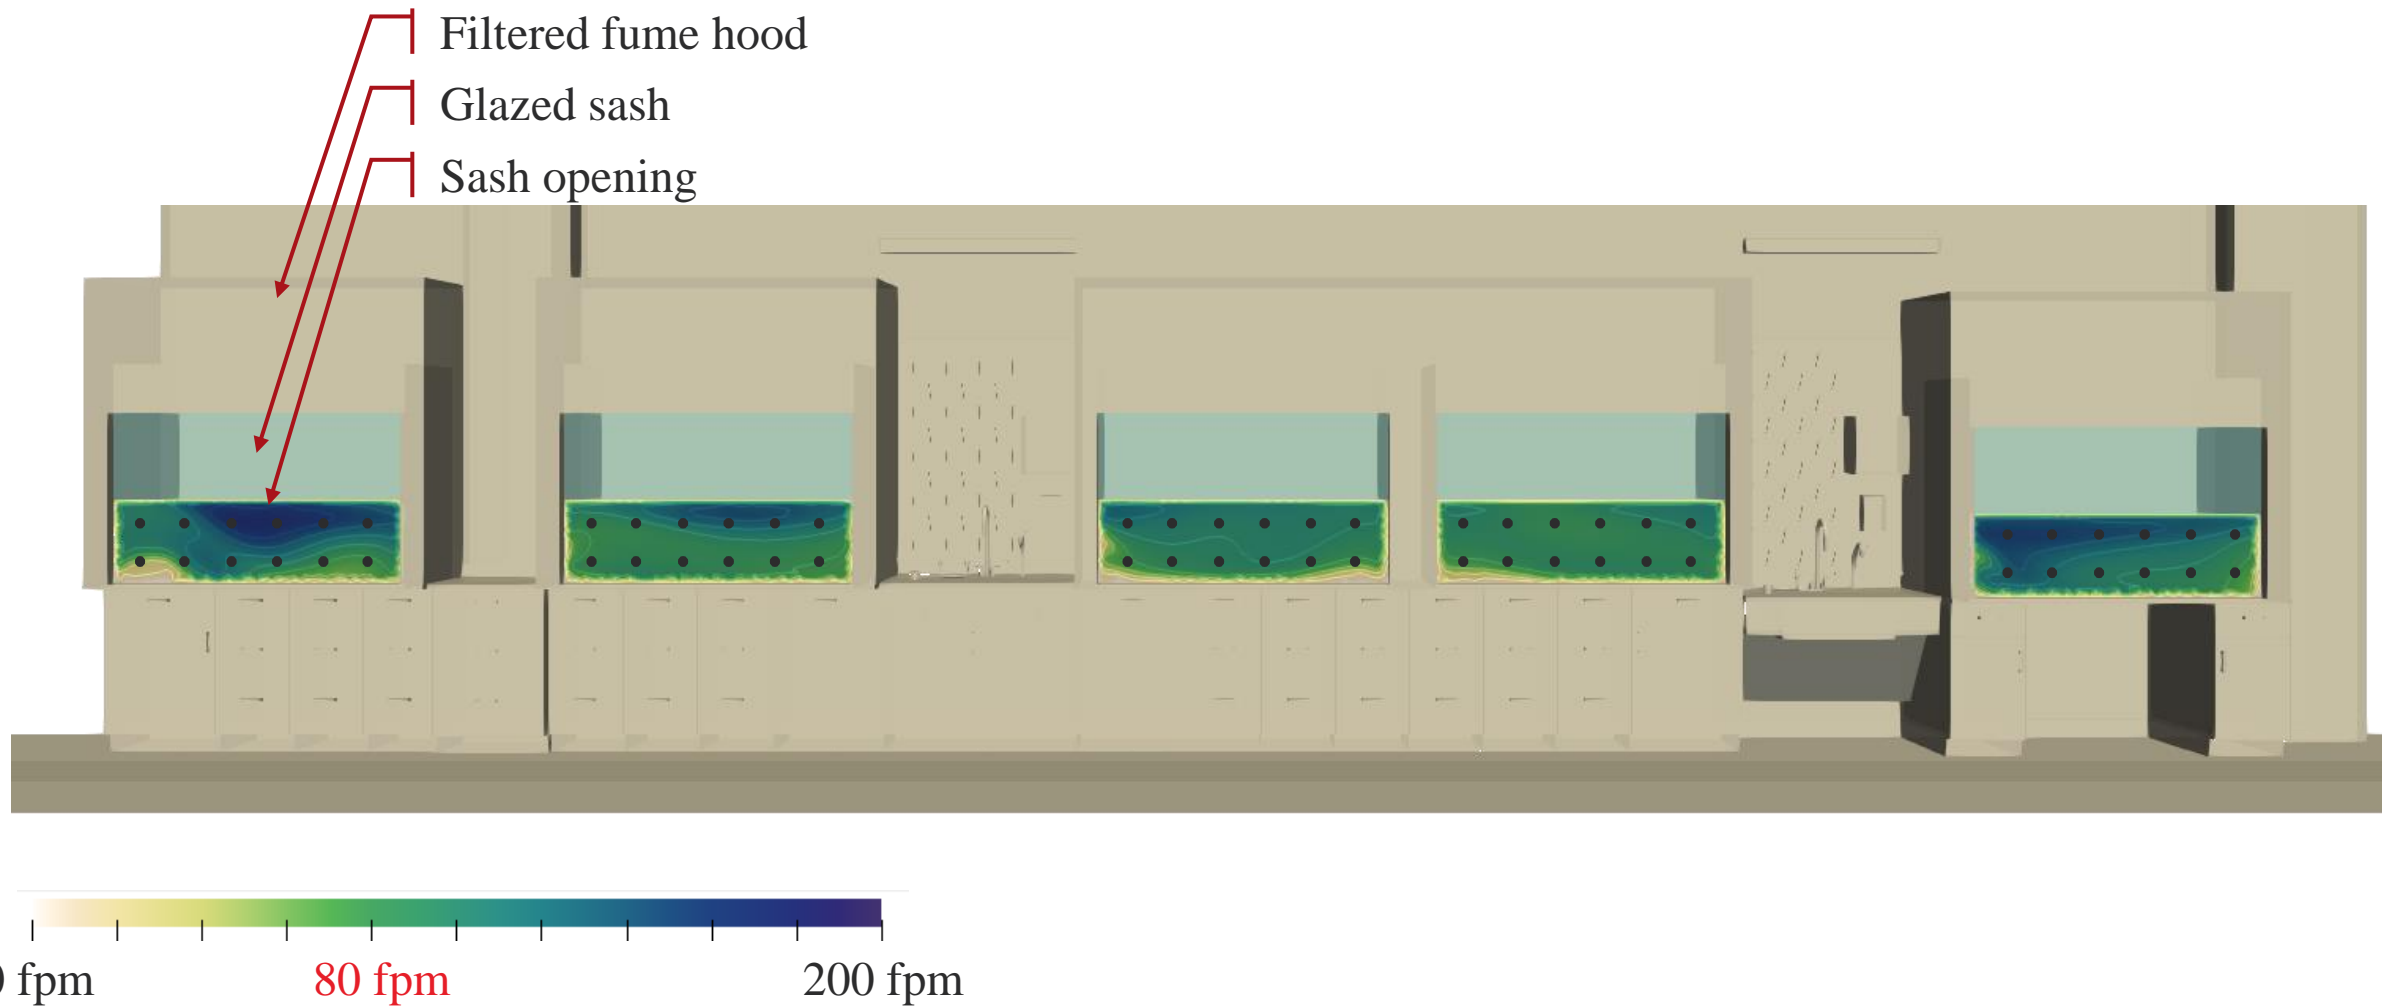 Filtered fume hood
Glazed sash
Sash opening
fpm
80 fpm
200 fpm